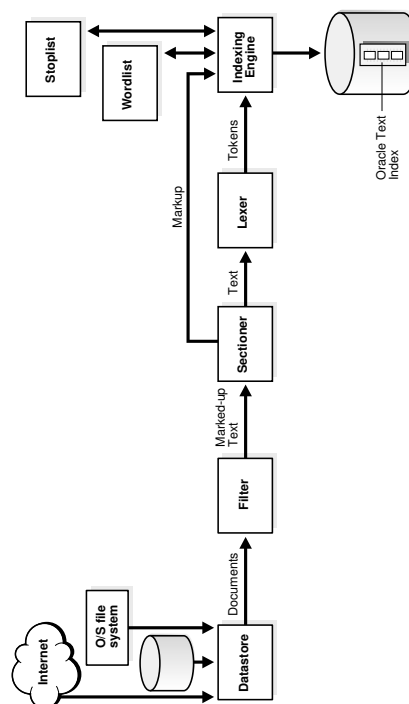 Internet
O/S file
system
Datastore
Documents
Filter
Marked-up
Text
Sectioner
Markup
Text
Lexer
Tokens
Stoplist
Wordlist
Indexing
Engine
Oracle Text
Index